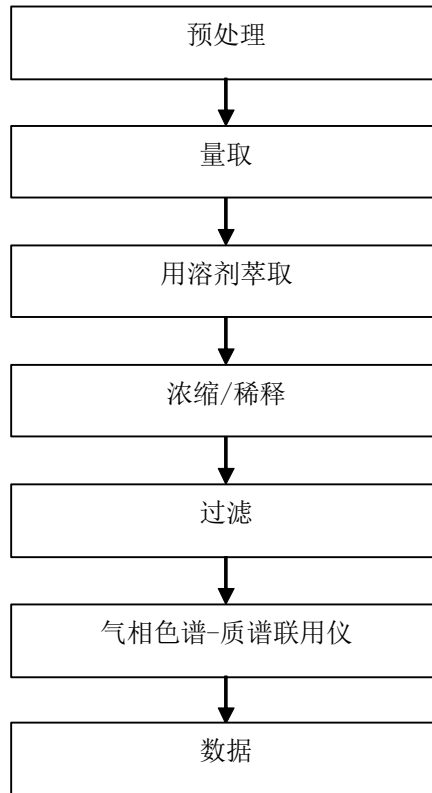 预处理
量取
用溶剂萃取
浓缩/稀释
过滤
气相色谱-质谱联用仪
数据